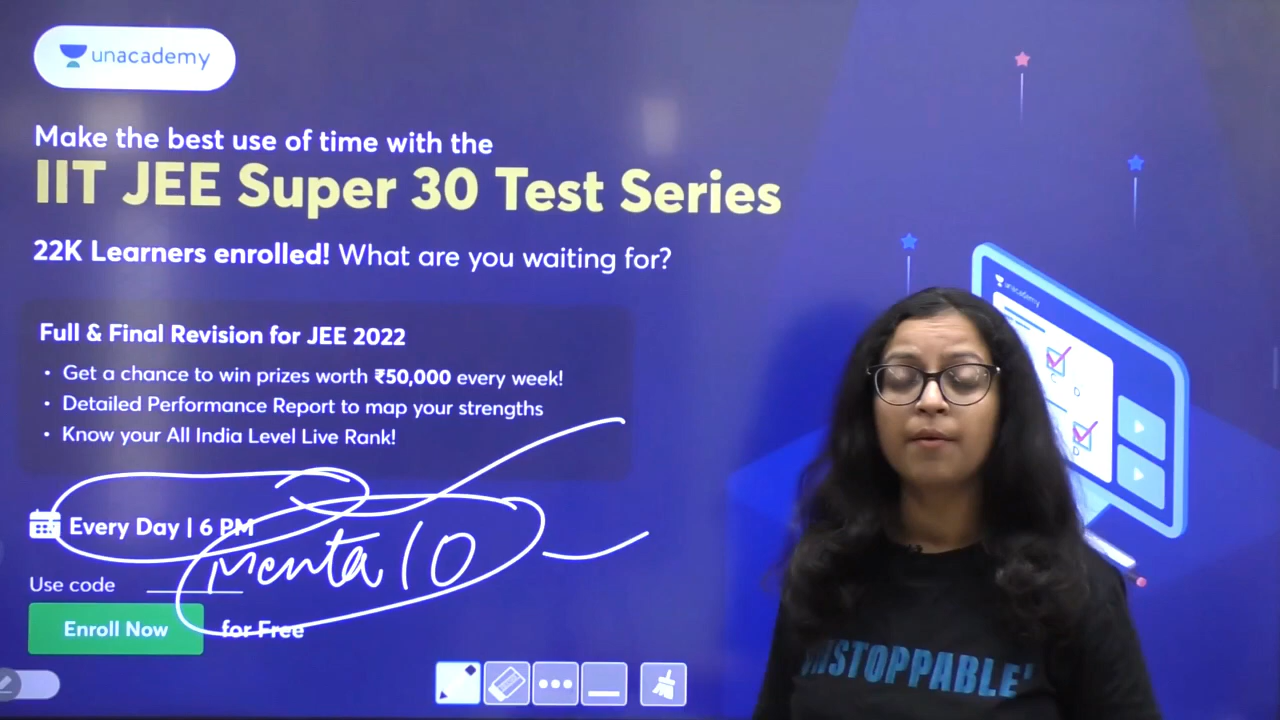 unacademy
Make the best use of time with the
IIT JEE Super 30 Test Series
22K Learners enrolled! What are you waiting for?
Full & Final Revision for JEE 2022
• Get a chance to win prizes worth ₹50,000 every week!
• Detailed Performance Report to map your strengths
• Know your All India Level Live Rank!
Every Day | 6 PM
Use code
Enroll Now for Free
unacademy
C D
D
UNSTOPPABLE